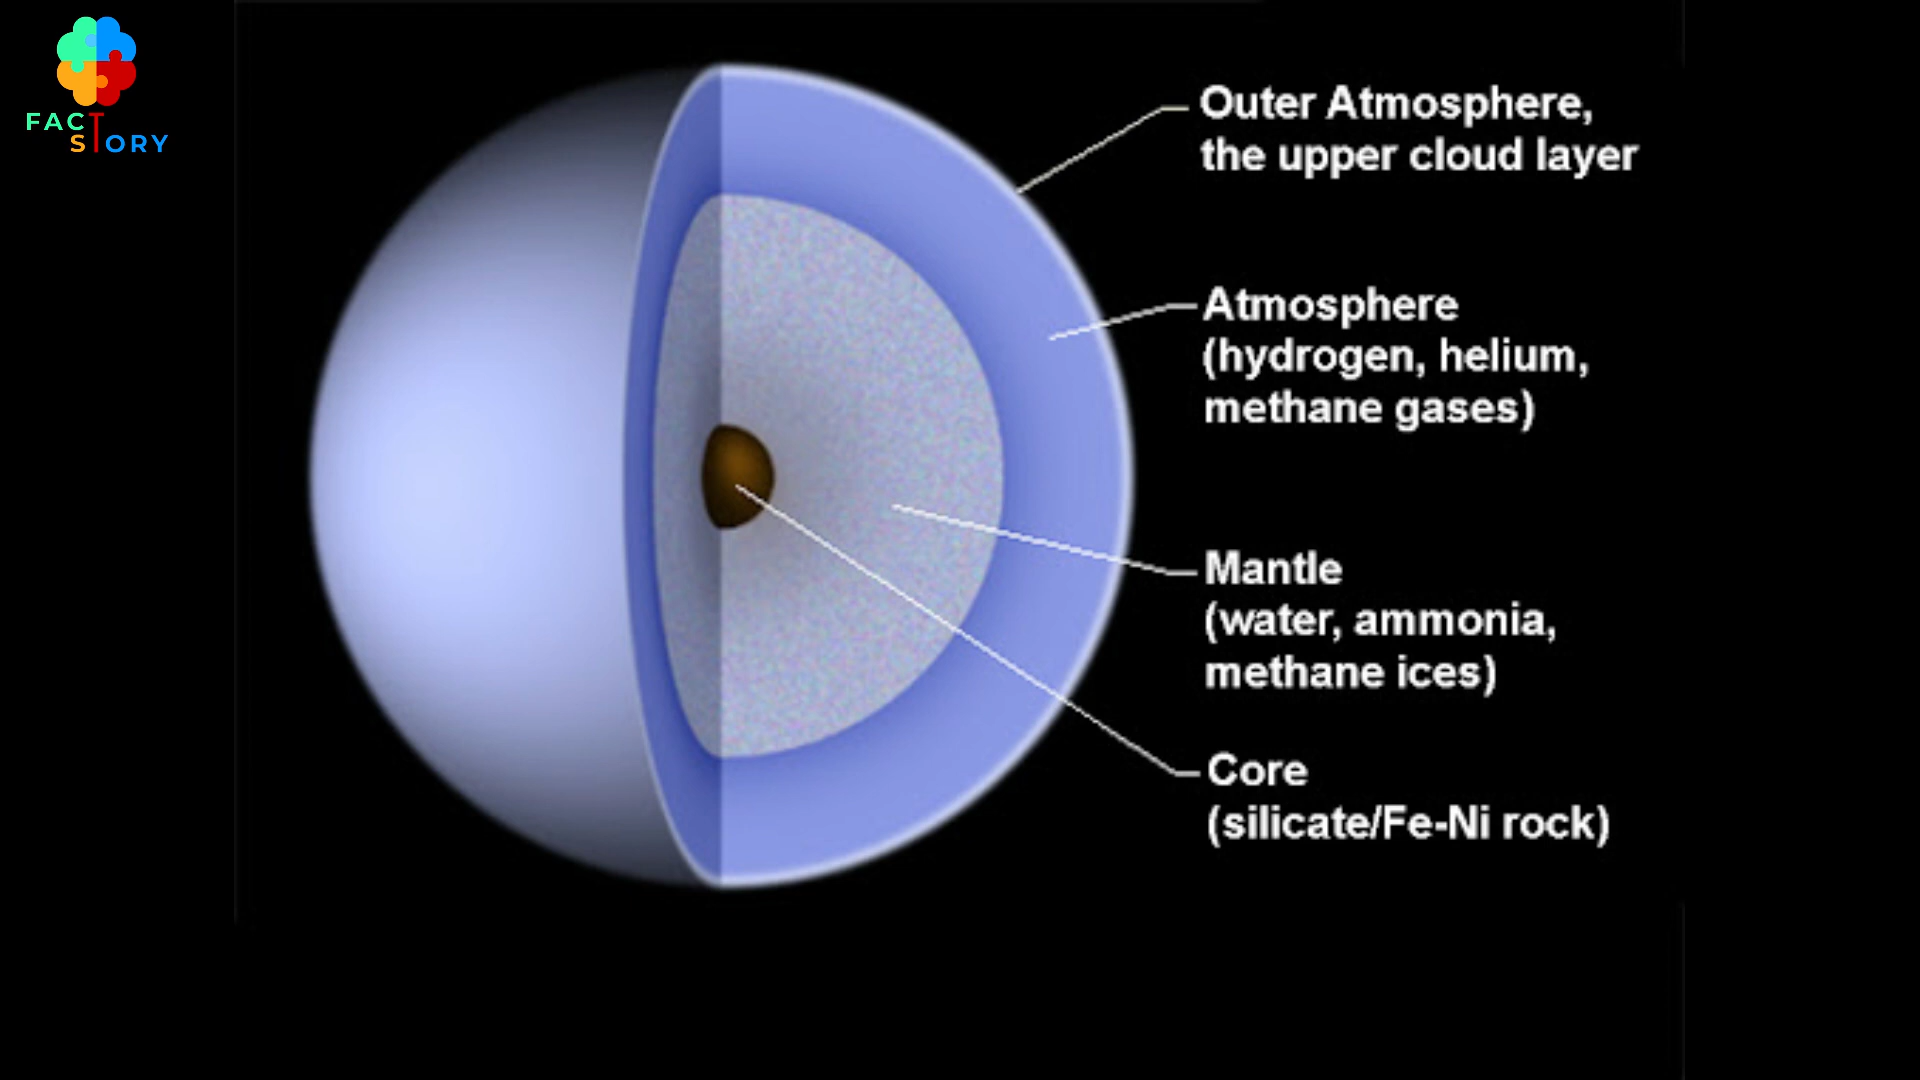 FACT
STORY
Outer Atmosphere,
the upper cloud layer
Atmosphere
(hydrogen, helium,
methane gases)
Mantle
(water, ammonia,
methane ices)
Core
(silicate/Fe-Ni rock)